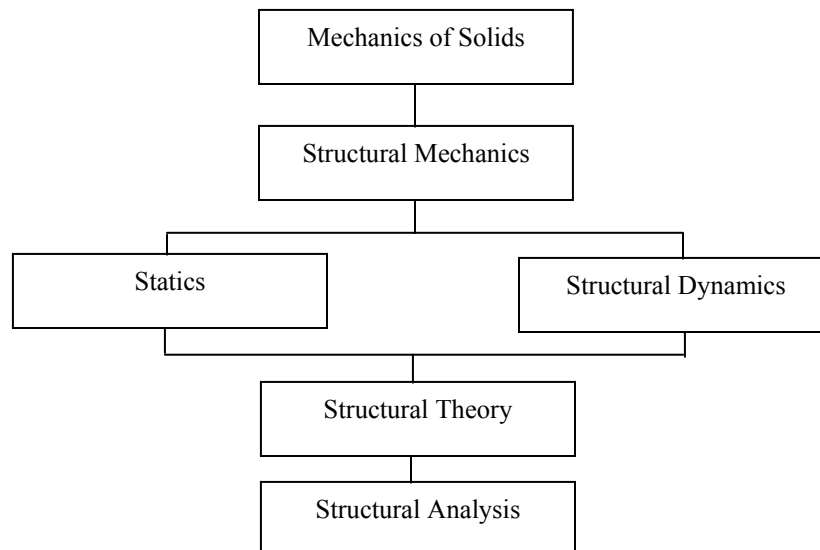 Mechanics of Solids
Structural Mechanics
Statics
Structural Dynamics
Structural Theory
Structural Analysis